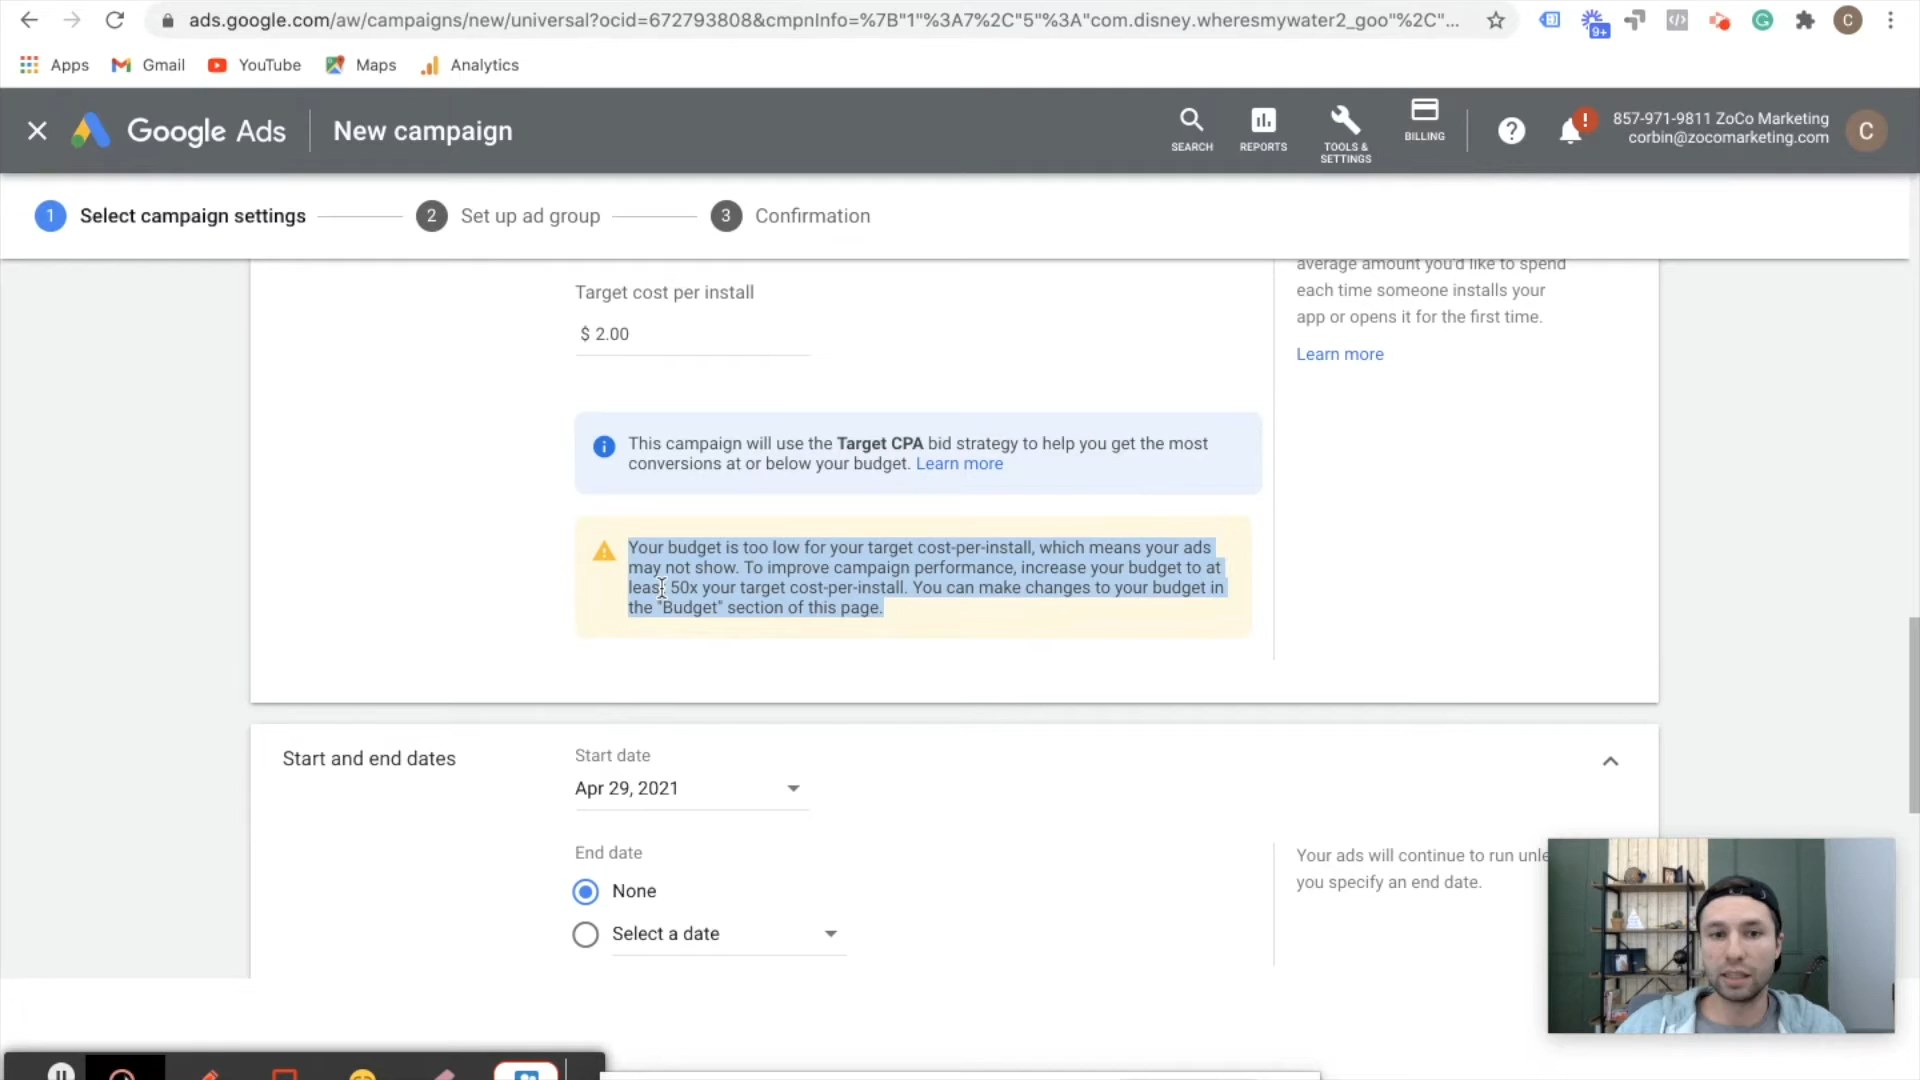 ads.google.com/aw/campaigns/new/universal?ocid=672793808&cmpnInfo=%7B"1"%3A7%2C"5"%3A"com.disney.wheresmywater2_goo"%2C"...
9+
C
Apps
Gmail
YouTube
Maps
Analytics
Google Ads
New campaign
SEARCH
REPORTS
TOOLS &
SETTINGS
BILLING
?
!
857-971-9811 ZoCo Marketing
corbin@zocomarketing.com
C
1
Select campaign settings
2
Set up ad group
3
Confirmation
average amount you'd like to spend
each time someone installs your
app or opens it for the first time.
Learn more
Target cost per install
$ 2.00
This campaign will use the Target CPA bid strategy to help you get the most
conversions at or below your budget. Learn more
Your budget is too low for your target cost-per-install, which means your ads
may not show. To improve campaign performance, increase your budget to at
least 50x your target cost-per-install. You can make changes to your budget in
the "Budget" section of this page.
Start and end dates
Start date
Apr 29, 2021
End date
None
Select a date
Your ads will continue to run unle
you specify an end date.